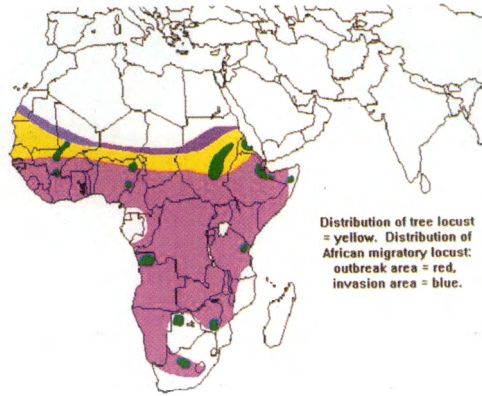 Distribution of tree locust
= yellow. Distribution of
African migratory locust:
outbreak area = red,
invasion area = blue.